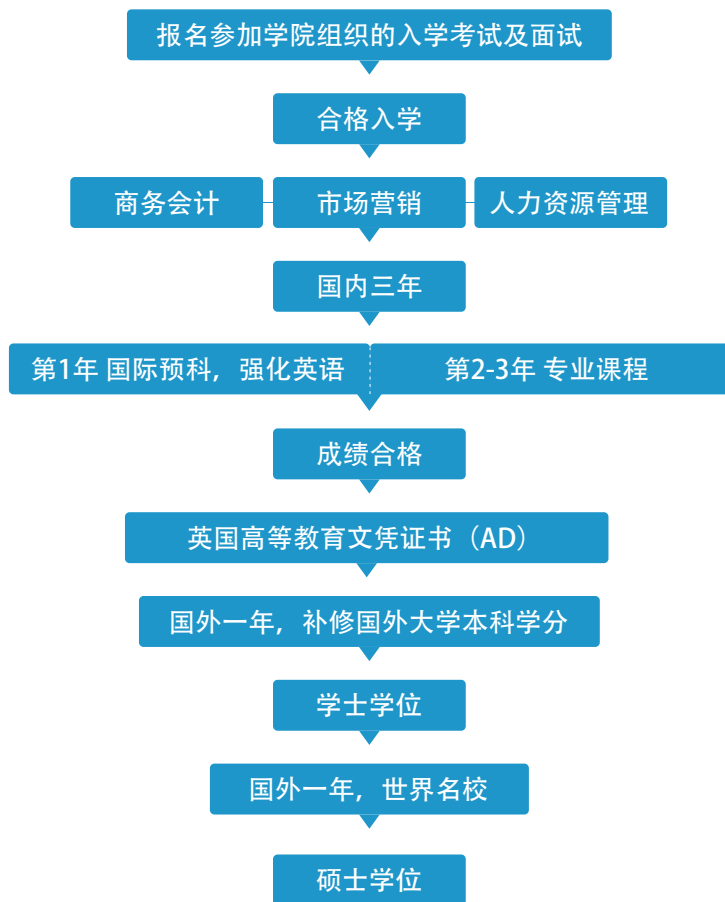 报名参加学院组织的入学考试及面试
合格入学
商务会计 市场营销 人力资源管理
国内三年
第1年 国际预科，强化英语 第2-3年 专业课程
成绩合格
英国高等教育文凭证书（AD）
国外一年，补修国外大学本科学分
学士学位
国外一年，世界名校
硕士学位